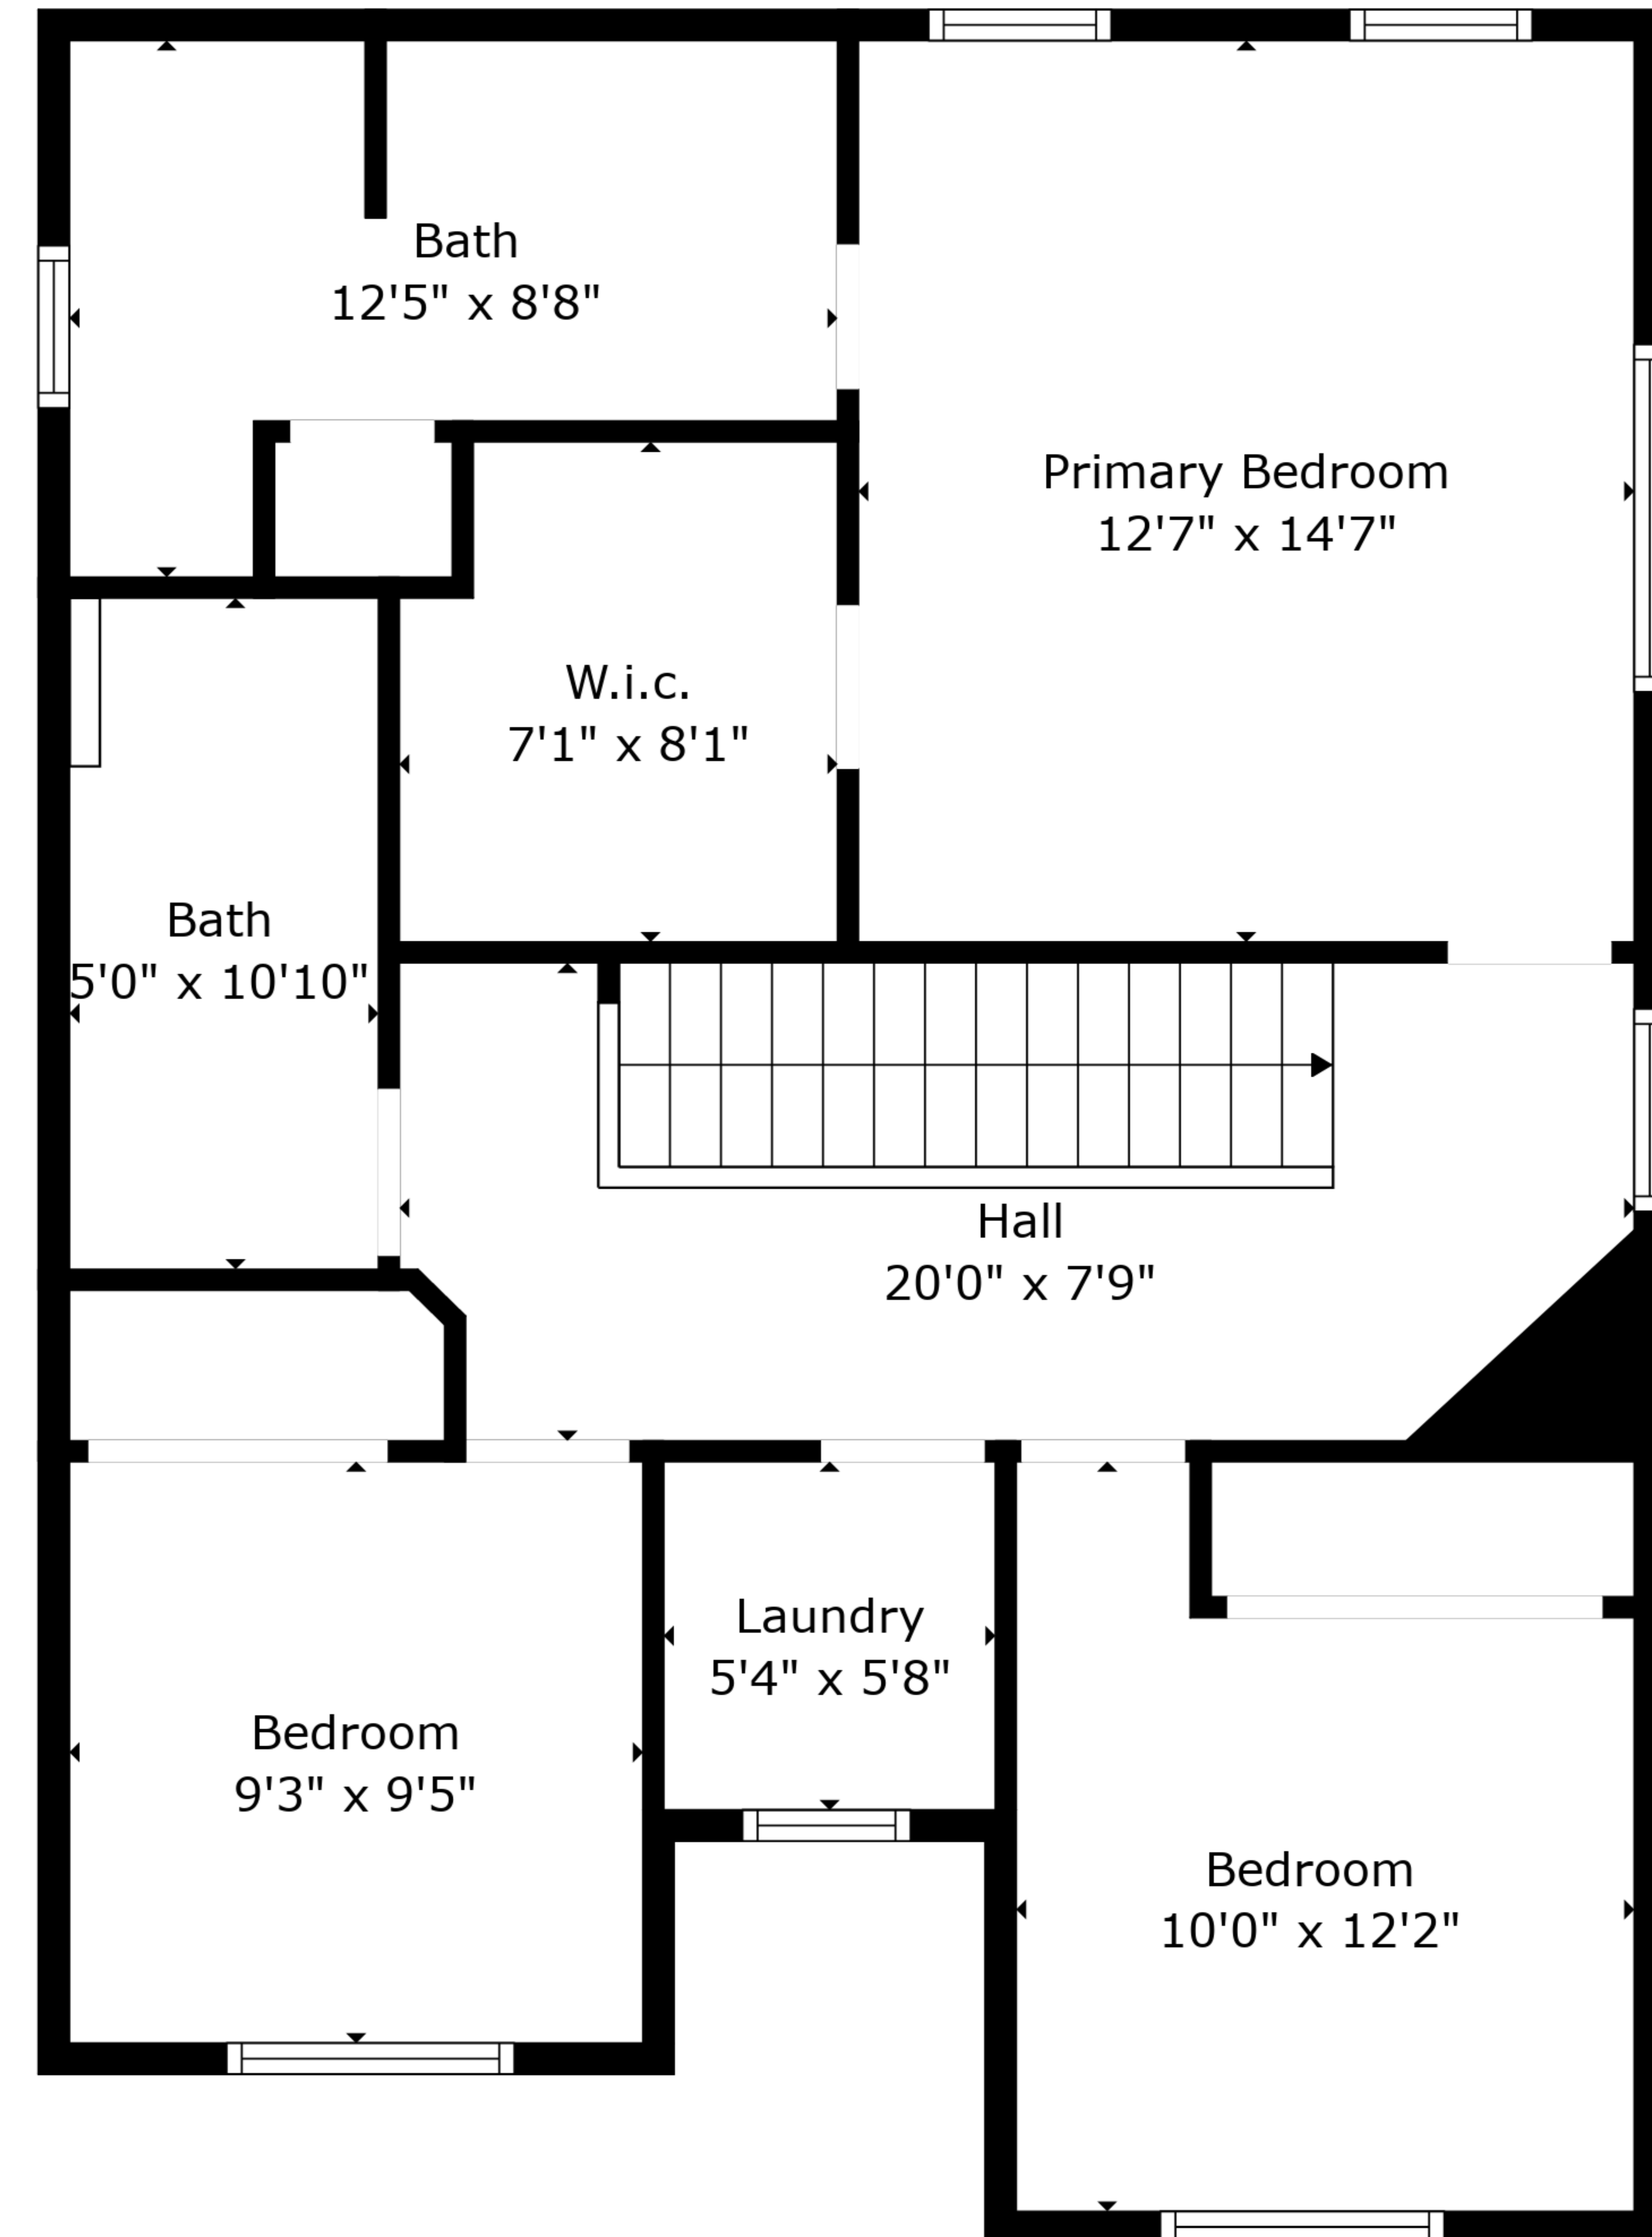 Bath
12'5" x 8'8"
Primary Bedroom
12'7" x 14'7"
W.i.c.
7'1" x 8'1"
Bath
5'0" x 10'10"
Hall
20'0" x 7'9"
Laundry
5'4" x 5'8"
Bedroom
9'3" x 9'5"
Bedroom
10'0" x 12'2"